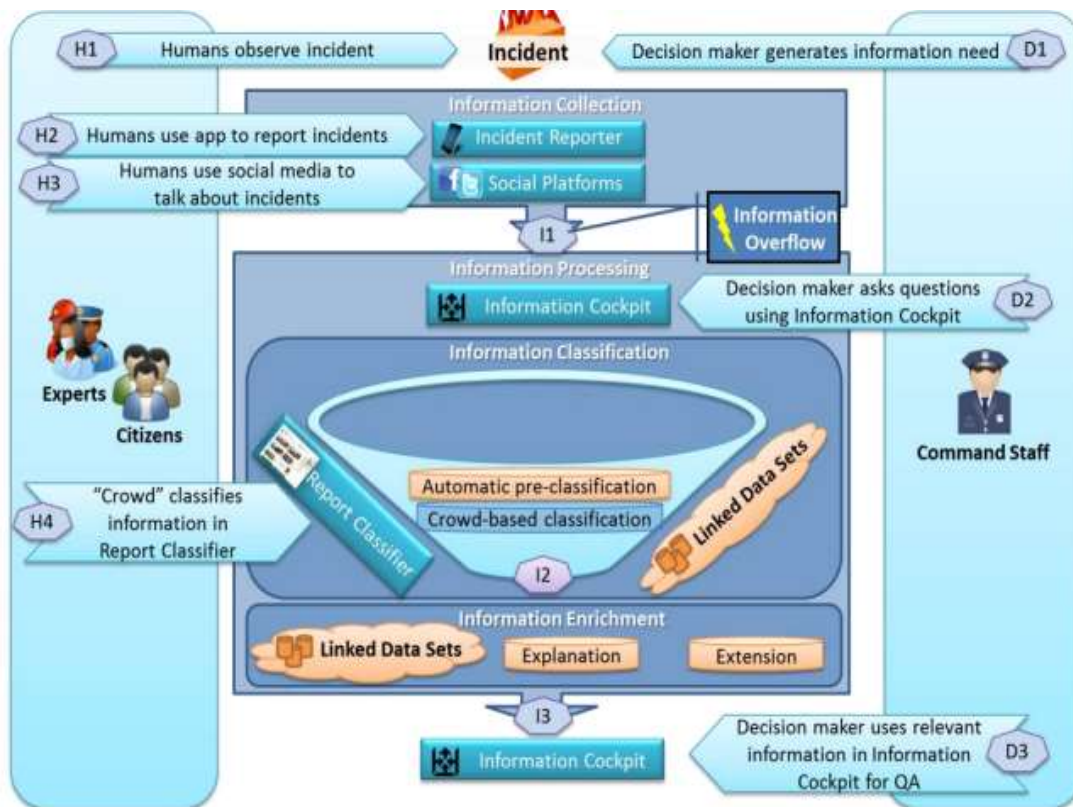 H1
Humans observe incident
Incident
Decision maker generates information need
D1
Information Collection
H2
Humans use app to report incidents
Incident Reporter
H3
Humans use social media to
talk about incidents
Social Platforms
I1
Information
Overflow
Information Processing
Information Cockpit
Decision maker asks questions
using Information Cockpit
D2
Information Classification
Experts
Citizens
Command Staff
Report Classifier
Automatic pre-classification
Crowd-based classification
Linked Data Sets
H4
"Crowd" classifies
information in
Report Classifier
I2
Information Enrichment
Linked Data Sets
Explanation
Extension
I3
Information Cockpit
Decision maker uses relevant
information in Information
Cockpit for QA
D3